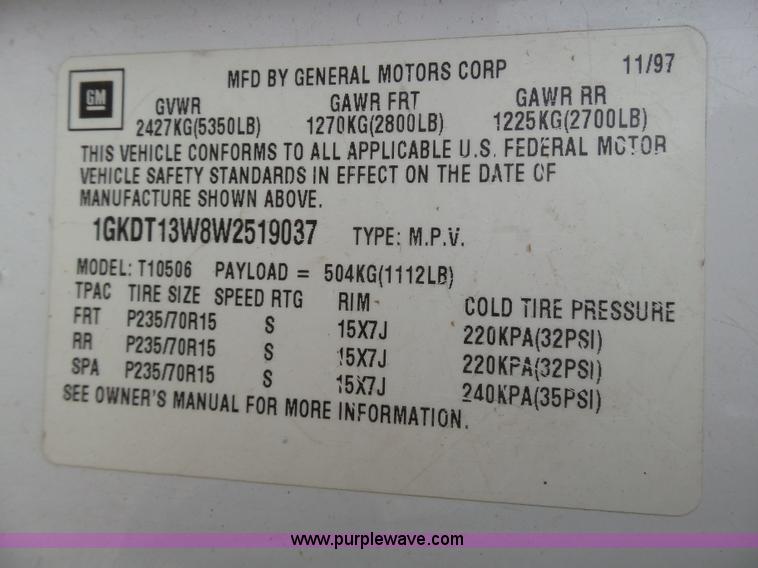 GM MFD BY GENERAL MOTORS CORP 11/97
GVWR GAWR FRT GAWR RR
2427KG(5350LB) 1270KG(2800LB) 1225KG(2700LB)
THIS VEHICLE CONFORMS TO ALL APPLICABLE U.S. FEDERAL MOTOR
VEHICLE SAFETY STANDARDS IN EFFECT ON THE DATE OF
MANUFACTURE SHOWN ABOVE.
1GKDT13W8W2519037 TYPE: M.P.V.
MODEL: T10506 PAYLOAD = 504KG(1112LB)
TPAC TIRE SIZE SPEED RTG RIM COLD TIRE PRESSURE
FRT P235/70R15 S 15X7J 220KPA(32PSI)
RR P235/70R15 S 15X7J 220KPA(32PSI)
SPA P235/70R15 S 15X7J 240KPA(35PSI)
SEE OWNER'S MANUAL FOR MORE INFORMATION.
www.purplewave.com